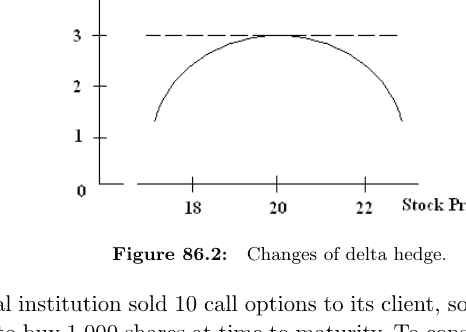 3
2
1
0
18 20 22 Stock Pr
Figure 86.2: Changes of delta hedge.
al institution sold 10 call options to its client, so
to buy 1,000 shares at time to maturity. To cons